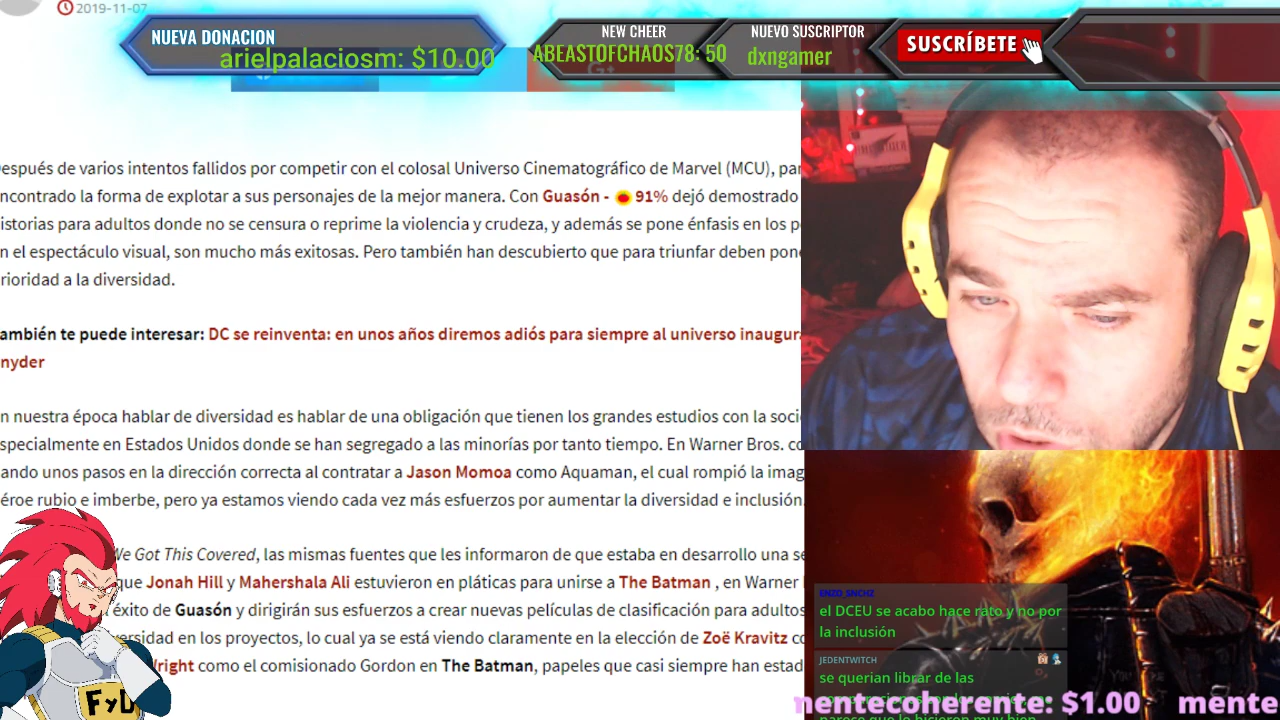 2019-11-07
NUEVA DONACION
arielpalaciosm: $10.00
NEW CHEER
ABEASTOFCHAOS78: 50
NUEVO SUSCRIPTOR
dxngamer
SUSCRÍBETE
G+
espués de varios intentos fallidos por competir con el colosal Universo Cinematográfico de Marvel (MCU), par
ncontrado la forma de explotar a sus personajes de la mejor manera. Con Guasón - 91% dejó demostrado
istorias para adultos donde no se censura o reprime la violencia y crudeza, y además se pone énfasis en los p
n el espectáculo visual, son mucho más exitosas. Pero también han descubierto que para triunfar deben pone
rioridad a la diversidad.
ambién te puede interesar: DC se reinventa: en unos años diremos adiós para siempre al universo inaugura
nyder
n nuestra época hablar de diversidad es hablar de una obligación que tienen los grandes estudios con la soci
specialmente en Estados Unidos donde se han segregado a las minorías por tanto tiempo. En Warner Bros. co
ando unos pasos en la dirección correcta al contratar a Jason Momoa como Aquaman, el cual rompió la imag
éroe rubio e imberbe, pero ya estamos viendo cada vez más esfuerzos por aumentar la diversidad e inclusión.
We Got This Covered, las mismas fuentes que les informaron de que estaba en desarrollo una se
que Jonah Hill y Mahershala Ali estuvieron en pláticas para unirse a The Batman , en Warner
éxito de Guasón y dirigirán sus esfuerzos a crear nuevas películas de clasificación para adultos
versidad en los proyectos, lo cual ya se está viendo claramente en la elección de Zoë Kravitz co
Wright como el comisionado Gordon en The Batman, papeles que casi siempre han estad
FyD
ENZO_SNCHZ
el DCEU se acabo hace rato y no por
la inclusión
JEDENTWITCH
se querian librar de las
parece que lo hicieron muy bien
mentecoherente: $1.00 mente